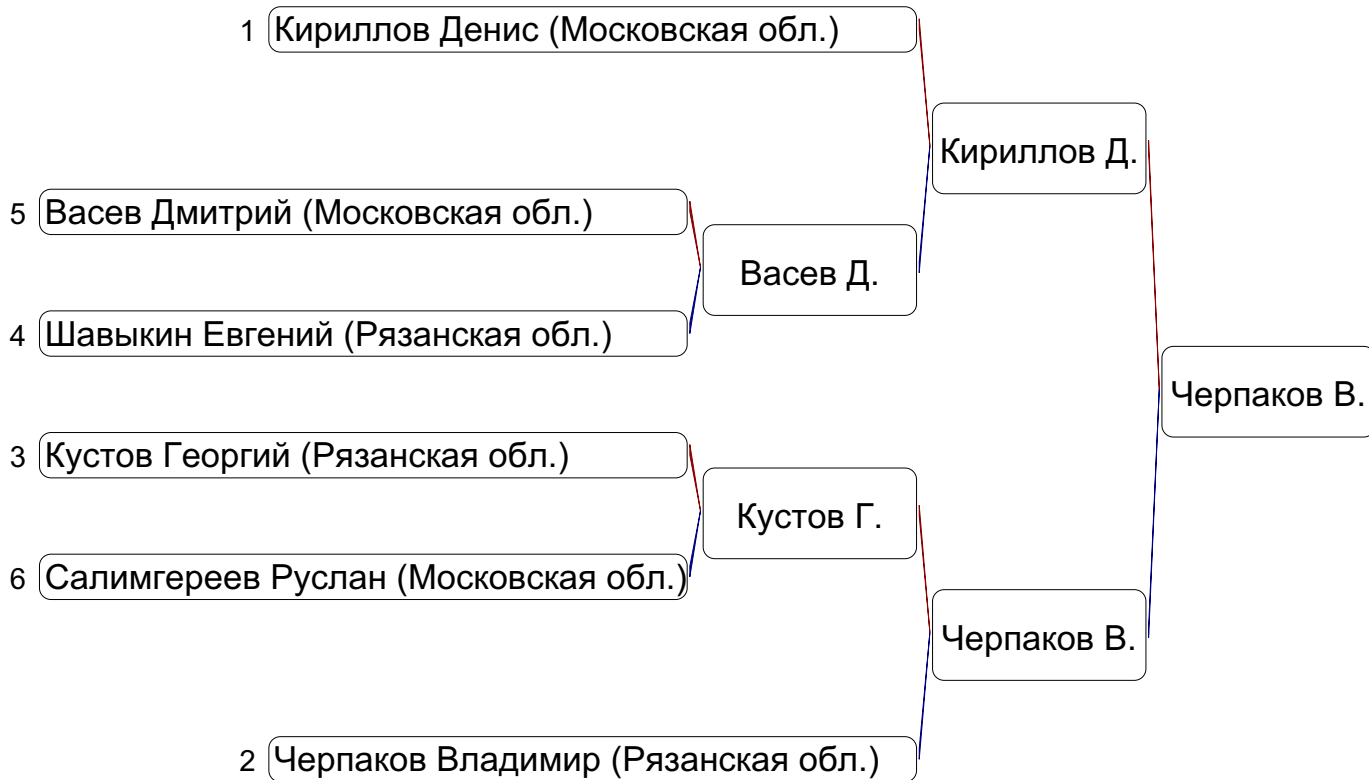 1 Кириллов Денис (Московская обл.)
Кириллов Д.
5 Васев Дмитрий (Московская обл.)
Васев Д.
4 Шавыкин Евгений (Рязанская обл.)
Черпаков В.
3 Кустов Георгий (Рязанская обл.)
Кустов Г.
6 Салимгереев Руслан (Московская обл.)
Черпаков В.
2 Черпаков Владимир (Рязанская обл.)